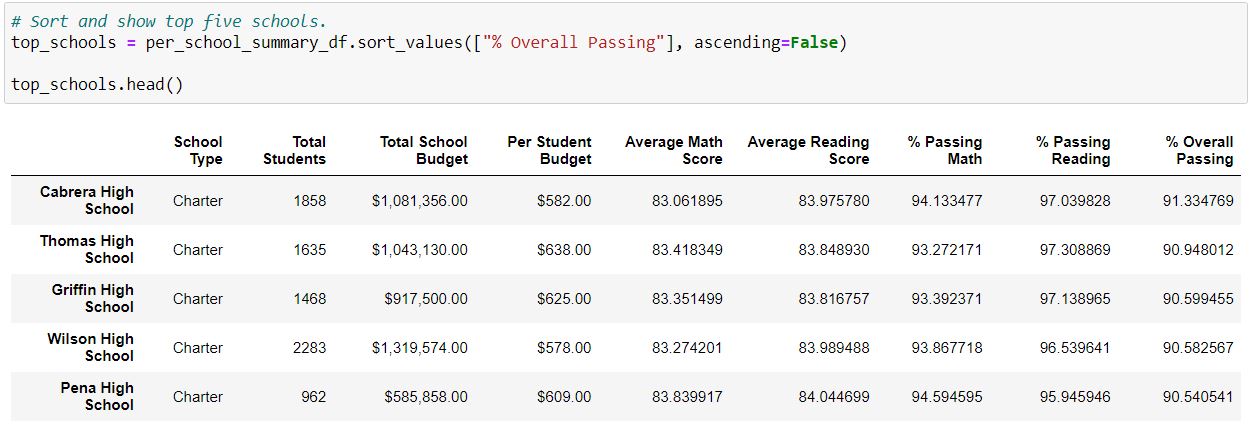 # Sort and show top five schools.
top_schools = per_school_summary_df.sort_values(["% Overall Passing"], ascending=False)
top_schools.head()
School Type Total Students Total School Budget Per Student Budget Average Math Score Average Reading Score % Passing Math % Passing Reading % Overall Passing
Cabrera High School Charter 1858 $1,081,356.00 $582.00 83.061895 83.975780 94.133477 97.039828 91.334769
Thomas High School Charter 1635 $1,043,130.00 $638.00 83.418349 83.848930 93.272171 97.308869 90.948012
Griffin High School Charter 1468 $917,500.00 $625.00 83.351499 83.816757 93.392371 97.138965 90.599455
Wilson High School Charter 2283 $1,319,574.00 $578.00 83.274201 83.989488 93.867718 96.539641 90.582567
Pena High School Charter 962 $585,858.00 $609.00 83.839917 84.044699 94.594595 95.945946 90.540541